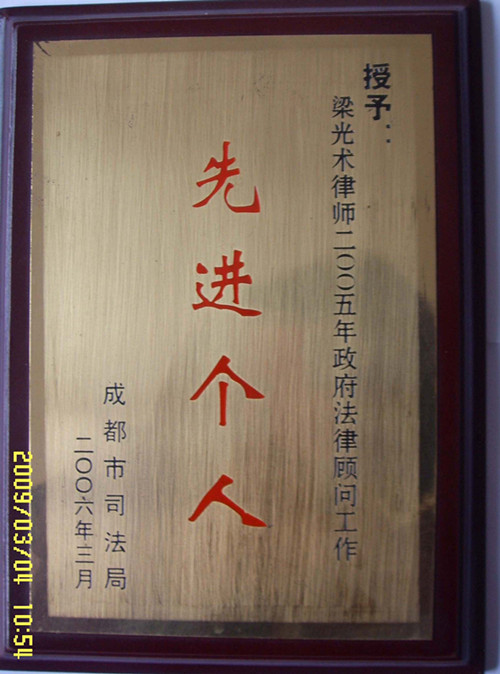 授予：
梁光术律师二〇〇五年政府法律顾问工作
先进个人
成都市司法局
二〇〇六年三月
2009/03/04 10:54